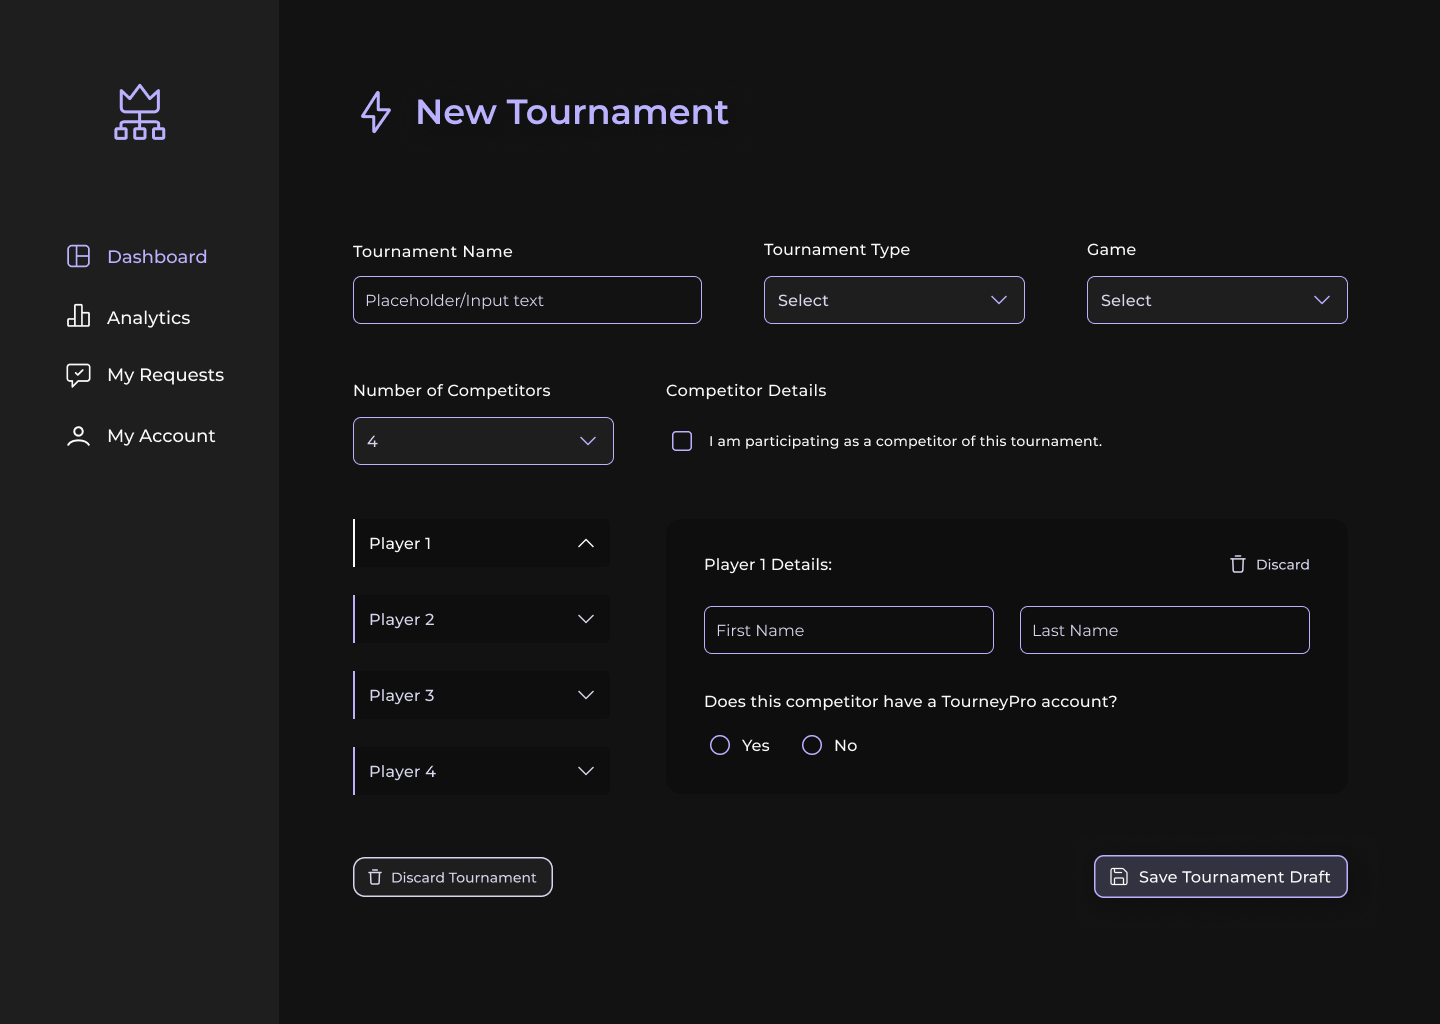 New Tournament
Dashboard
Analytics
My Requests
My Account
Tournament Name
Placeholder/Input text
Tournament Type
Select
Game
Select
Number of Competitors
4
Competitor Details
I am participating as a competitor of this tournament.
Player 1
Player 2
Player 3
Player 4
Player 1 Details:
Discard
First Name
Last Name
Does this competitor have a TourneyPro account?
Yes
No
Discard Tournament
Save Tournament Draft